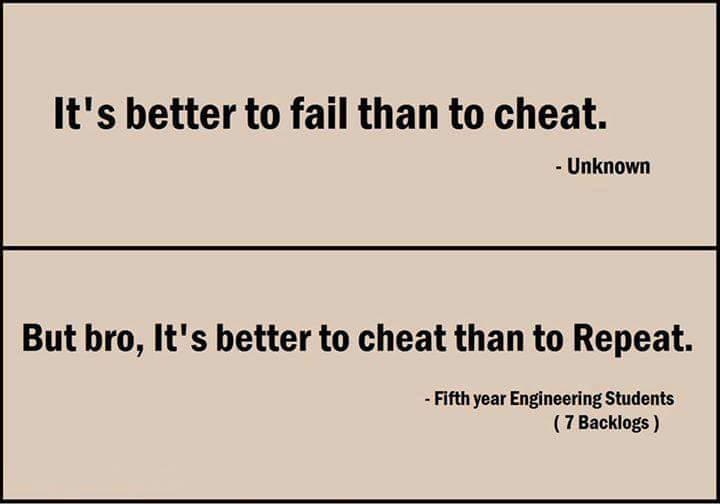 It's better to fail than to cheat.
- Unknown
But bro, It's better to cheat than to Repeat.
- Fifth year Engineering Students
( 7 Backlogs )